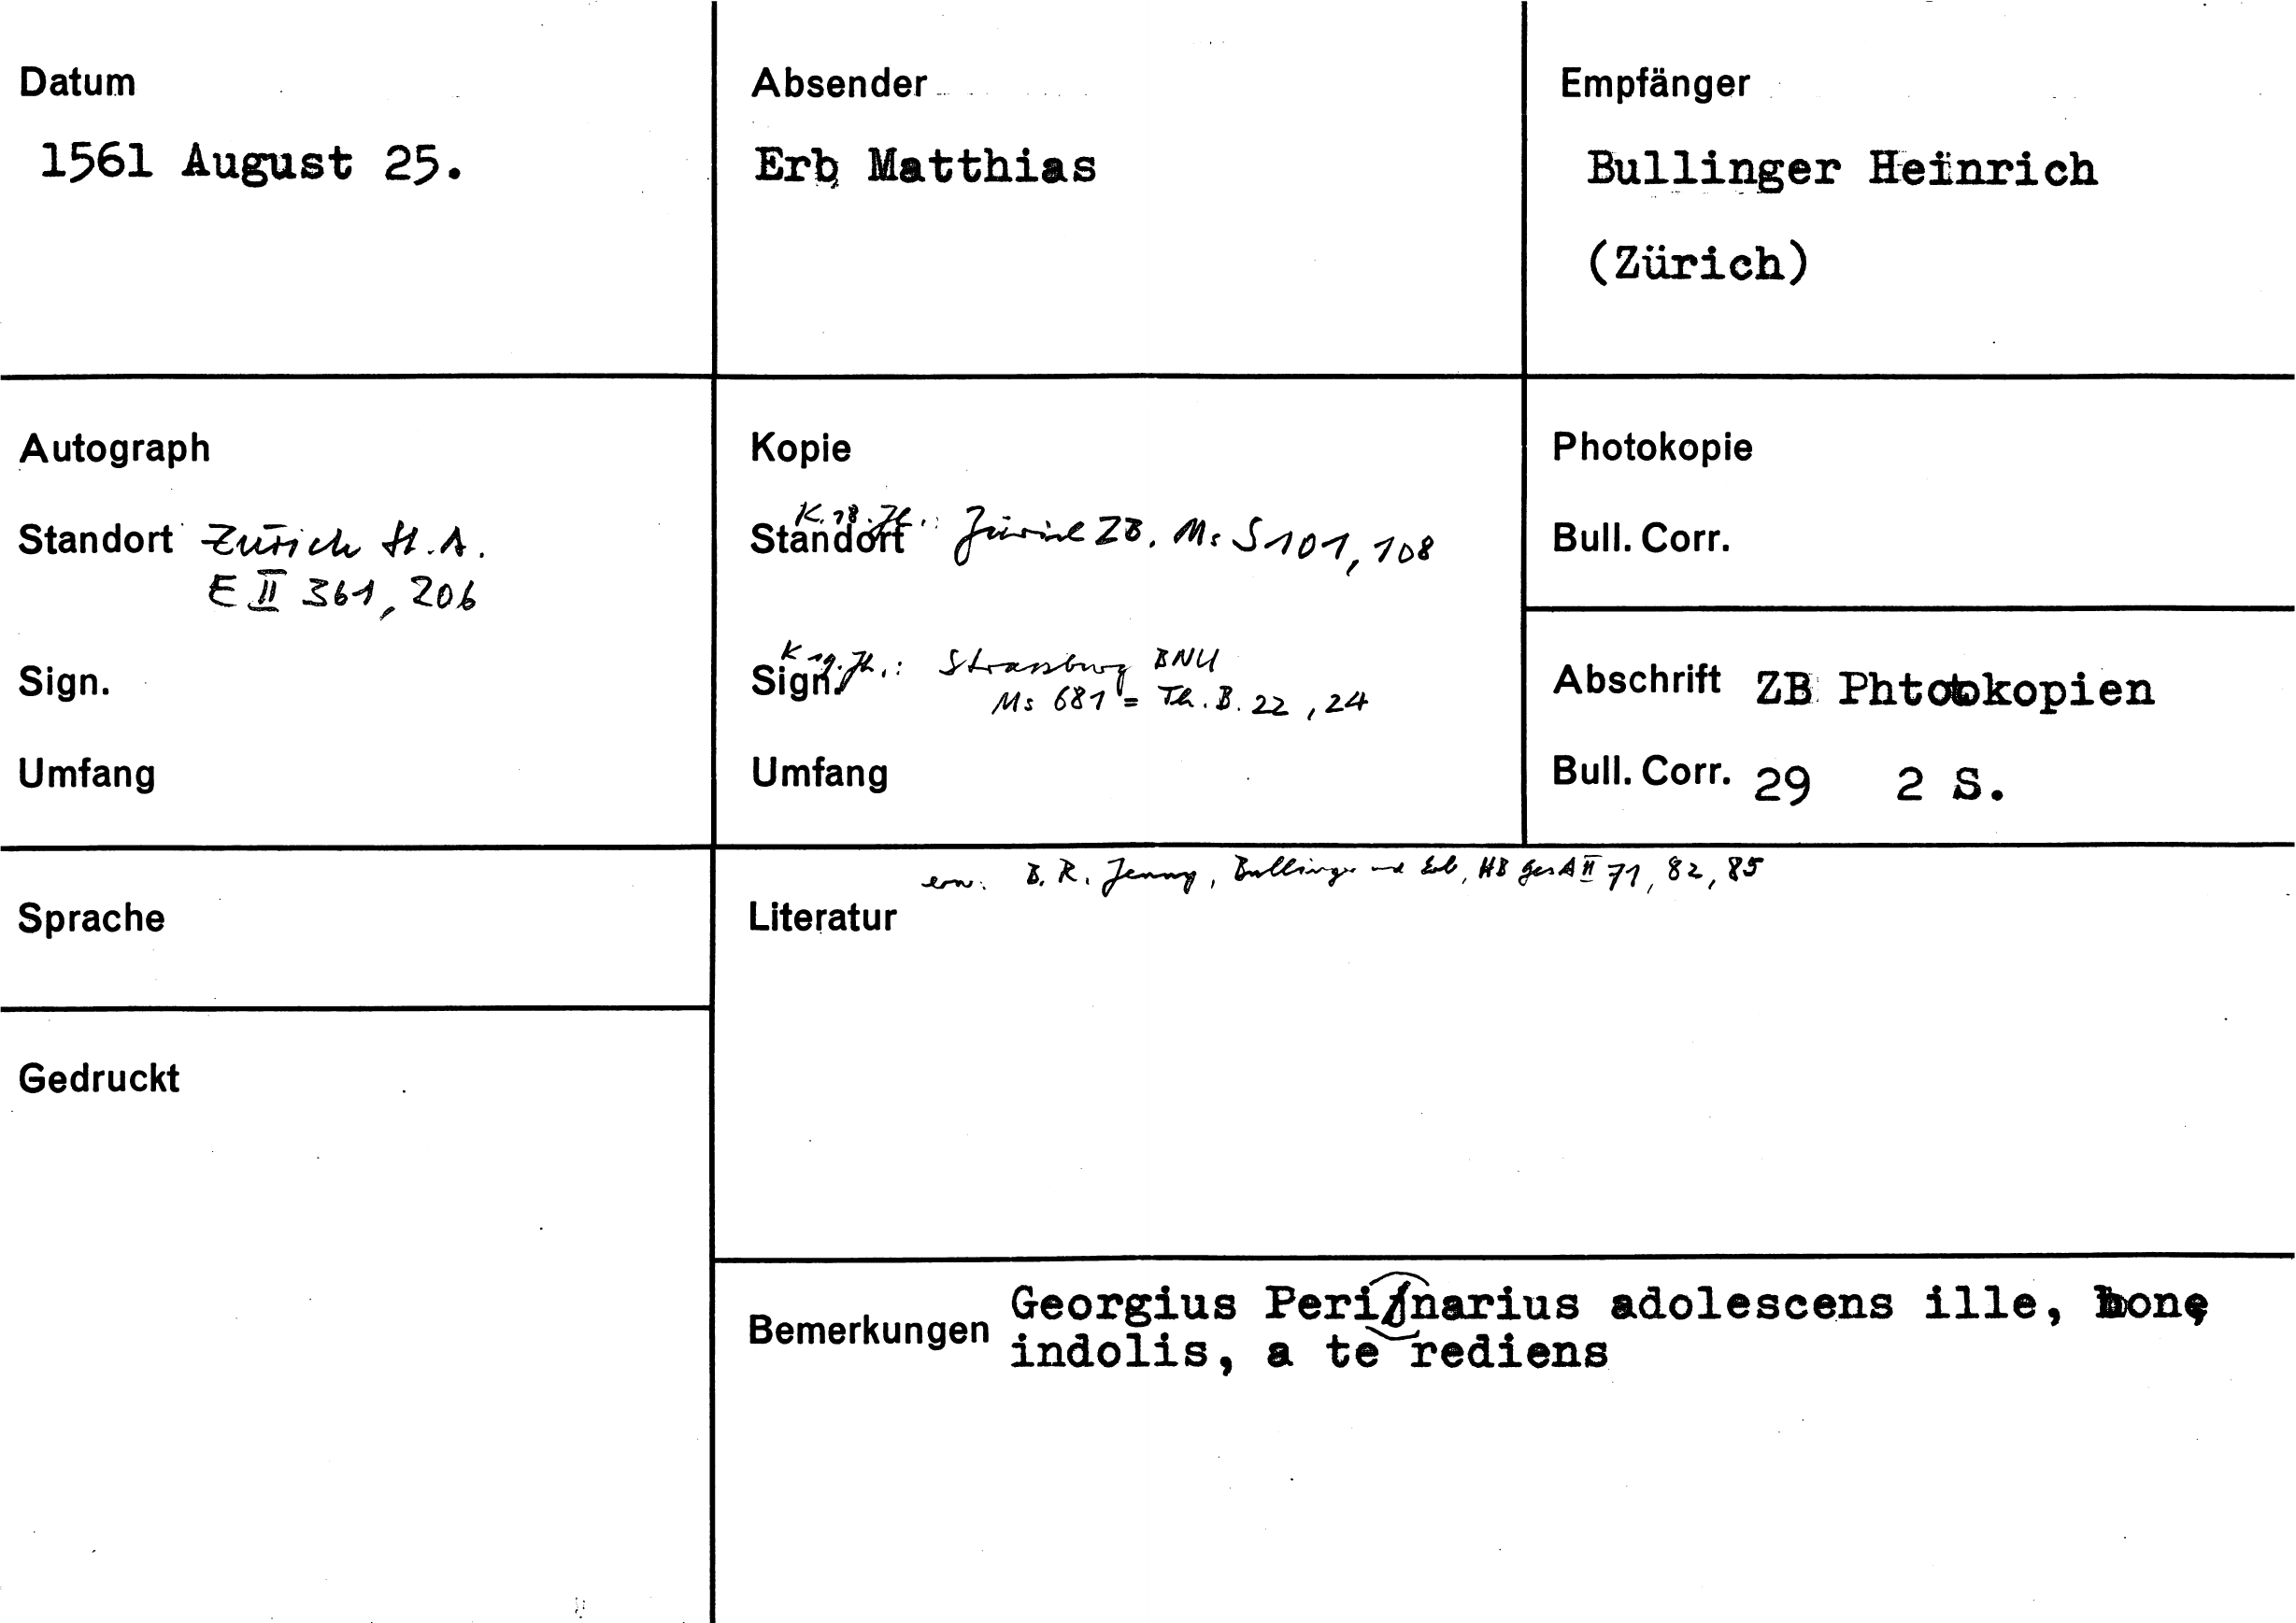 Datum
1561 August 25.
Absender
Erb Matthias
Empfänger
Bullinger Heinrich
(Zürich)
Autograph
Standort Zürich St.A.
E II 361, 206
Sign.
Umfang
Kopie
K. 18. Jh.:
Standort Zürich ZB. Ms S 101, 108
K 19. Jh.: Strassburg BNU
Sign. Ms 681 = Th. B. 22, 24
Umfang
Photokopie
Bull. Corr.
Abschrift ZB Phtotokopien
Bull. Corr. 29 2 S.
Sprache
Gedruckt
erw: B. R. Jenny, Bullinger und Erb, HB GesA II 71, 82, 85
Literatur
Bemerkungen Georgius Perinarius adolescens ille, bonę
indolis, a te rediens